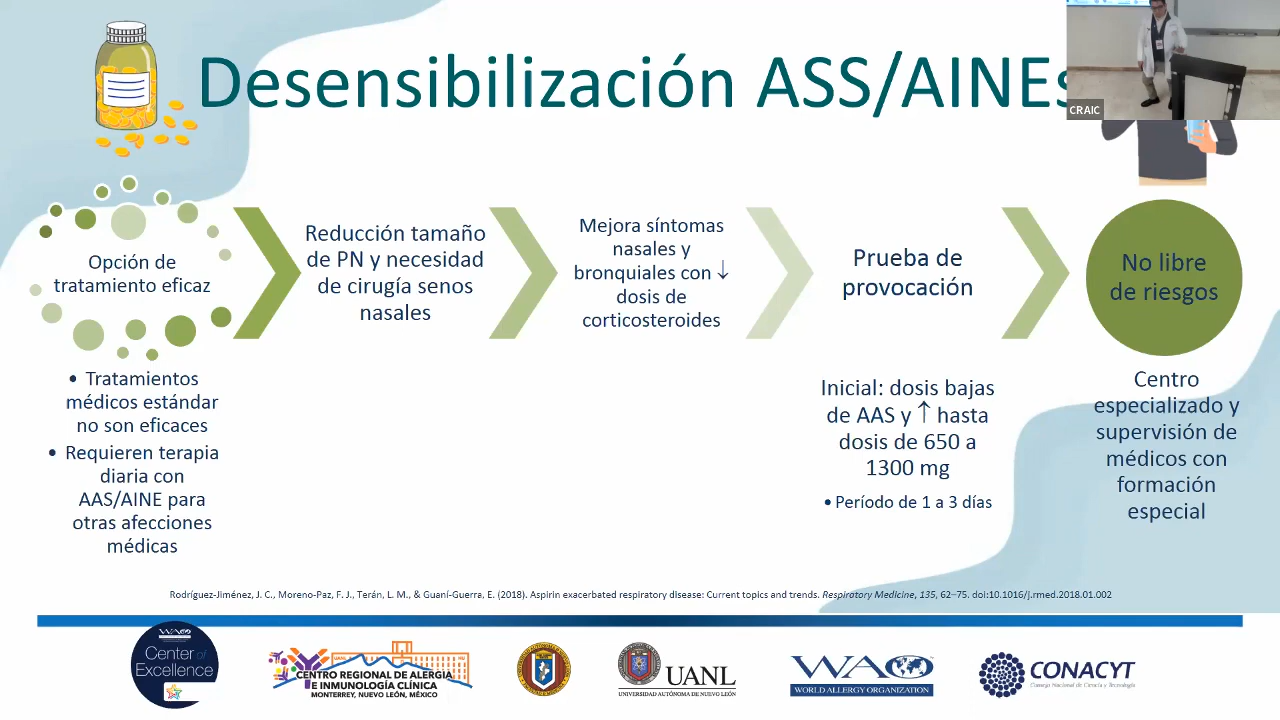 Desensibilización ASS/AINEs
CRAIC
Opción de
tratamiento eficaz
• Tratamientos
médicos estándar
no son eficaces
• Requieren terapia
diaria con
AAS/AINE para
otras afecciones
médicas
Reducción tamaño
de PN y necesidad
de cirugía senos
nasales
Mejora síntomas
nasales y
bronquiales con ↓
dosis de
corticosteroides
Prueba de
provocación
Inicial: dosis bajas
de AAS y ↑ hasta
dosis de 650 a
1300 mg
• Período de 1 a 3 días
No libre
de riesgos
Centro
especializado y
supervisión de
médicos con
formación
especial
Rodríguez-Jiménez, J. C., Moreno-Paz, F. J., Terán, L. M., & Guaní-Guerra, E. (2018). Aspirin exacerbated respiratory disease: Current topics and trends. Respiratory Medicine, 135, 62–75. doi:10.1016/j.rmed.2018.01.002
WAO
Center of
Excellence
CENTRO REGIONAL DE ALERGIA
E INMUNOLOGÍA CLÍNICA
MONTERREY, NUEVO LEÓN, MÉXICO
UANL
UNIVERSIDAD AUTÓNOMA DE NUEVO LEÓN
WAO
WORLD ALLERGY ORGANIZATION
CONACYT
Consejo Nacional de Ciencia y Tecnología